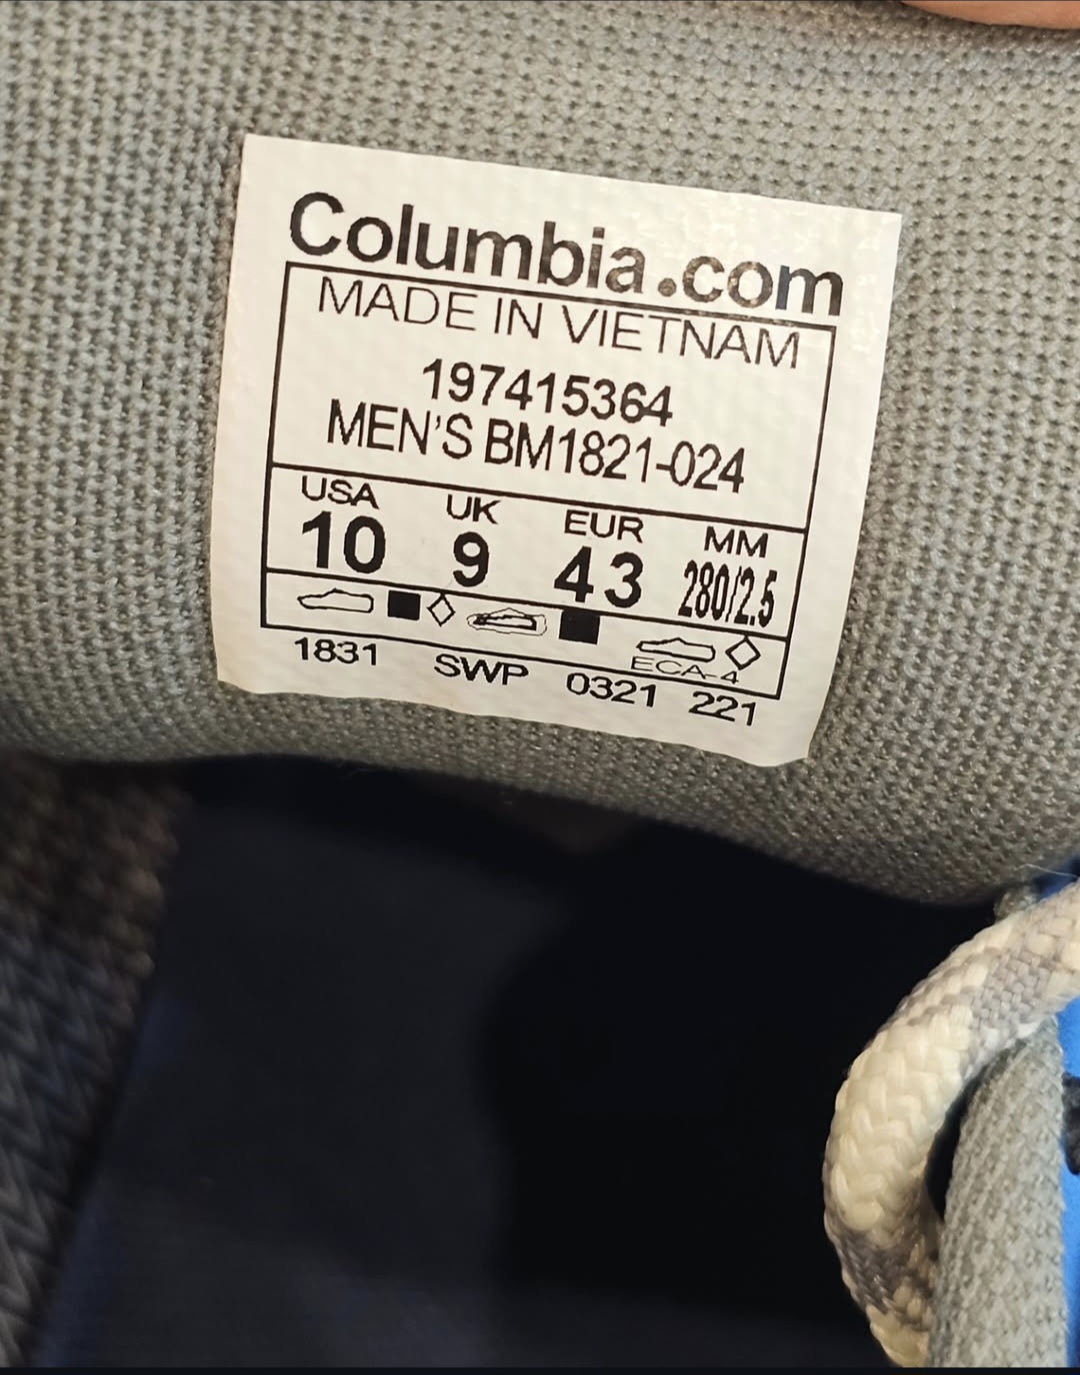 Columbia.com
MADE IN VIETNAM
197415364
MEN'S BM1821-024
USA UK EUR MM
10 9 43 280/2.5
ECA-4
1831 SWP 0321 221